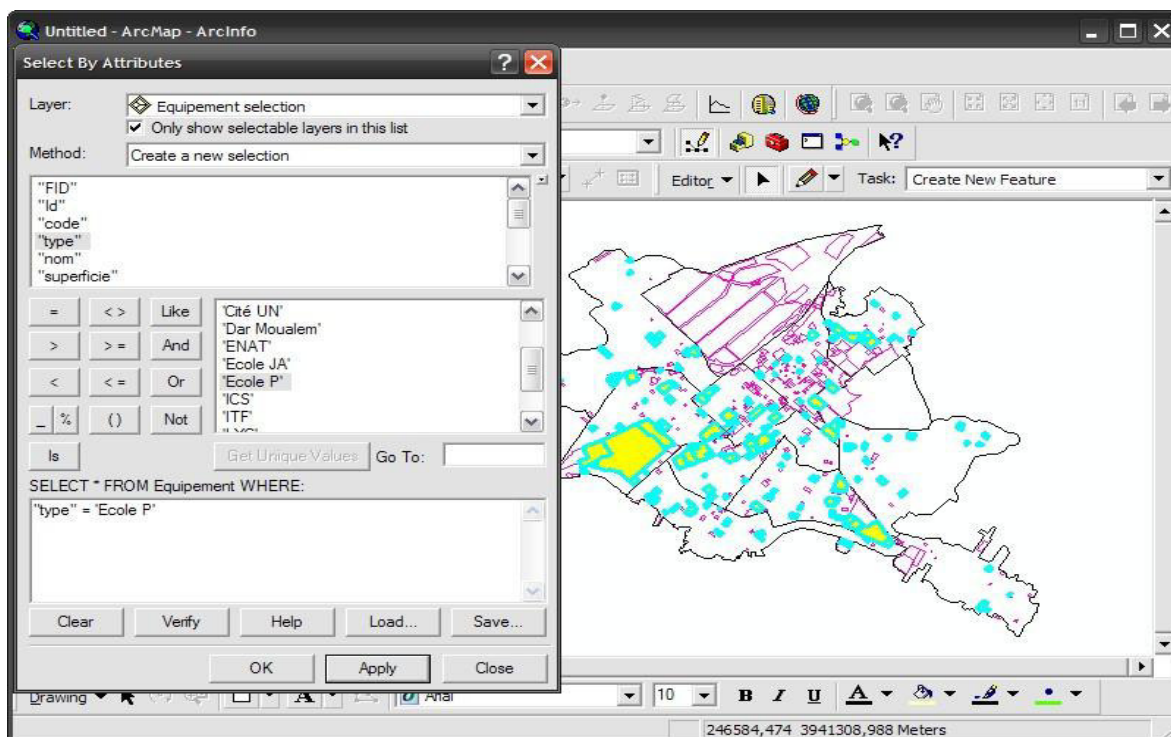 Untitled - ArcMap - ArcInfo
Select By Attributes
Layer: Equipement selection
Only show selectable layers in this list
Method: Create a new selection
"FID"
"Id"
"code"
"type"
"nom"
"superficie"
= < > Like
> > = And
< < = Or
_ % () Not
Is
'Cité UN'
'Dar Moualem'
'ENAT'
'Ecole JA'
'Ecole P'
'ICS'
'ITF'
Get Unique Values Go To:
SELECT * FROM Equipement WHERE:
"type" = 'Ecole P'
Clear Verify Help Load... Save...
OK Apply Close
Editor Task: Create New Feature
Drawing A Arial 10 B I U A
246584,474 3941308,988 Meters